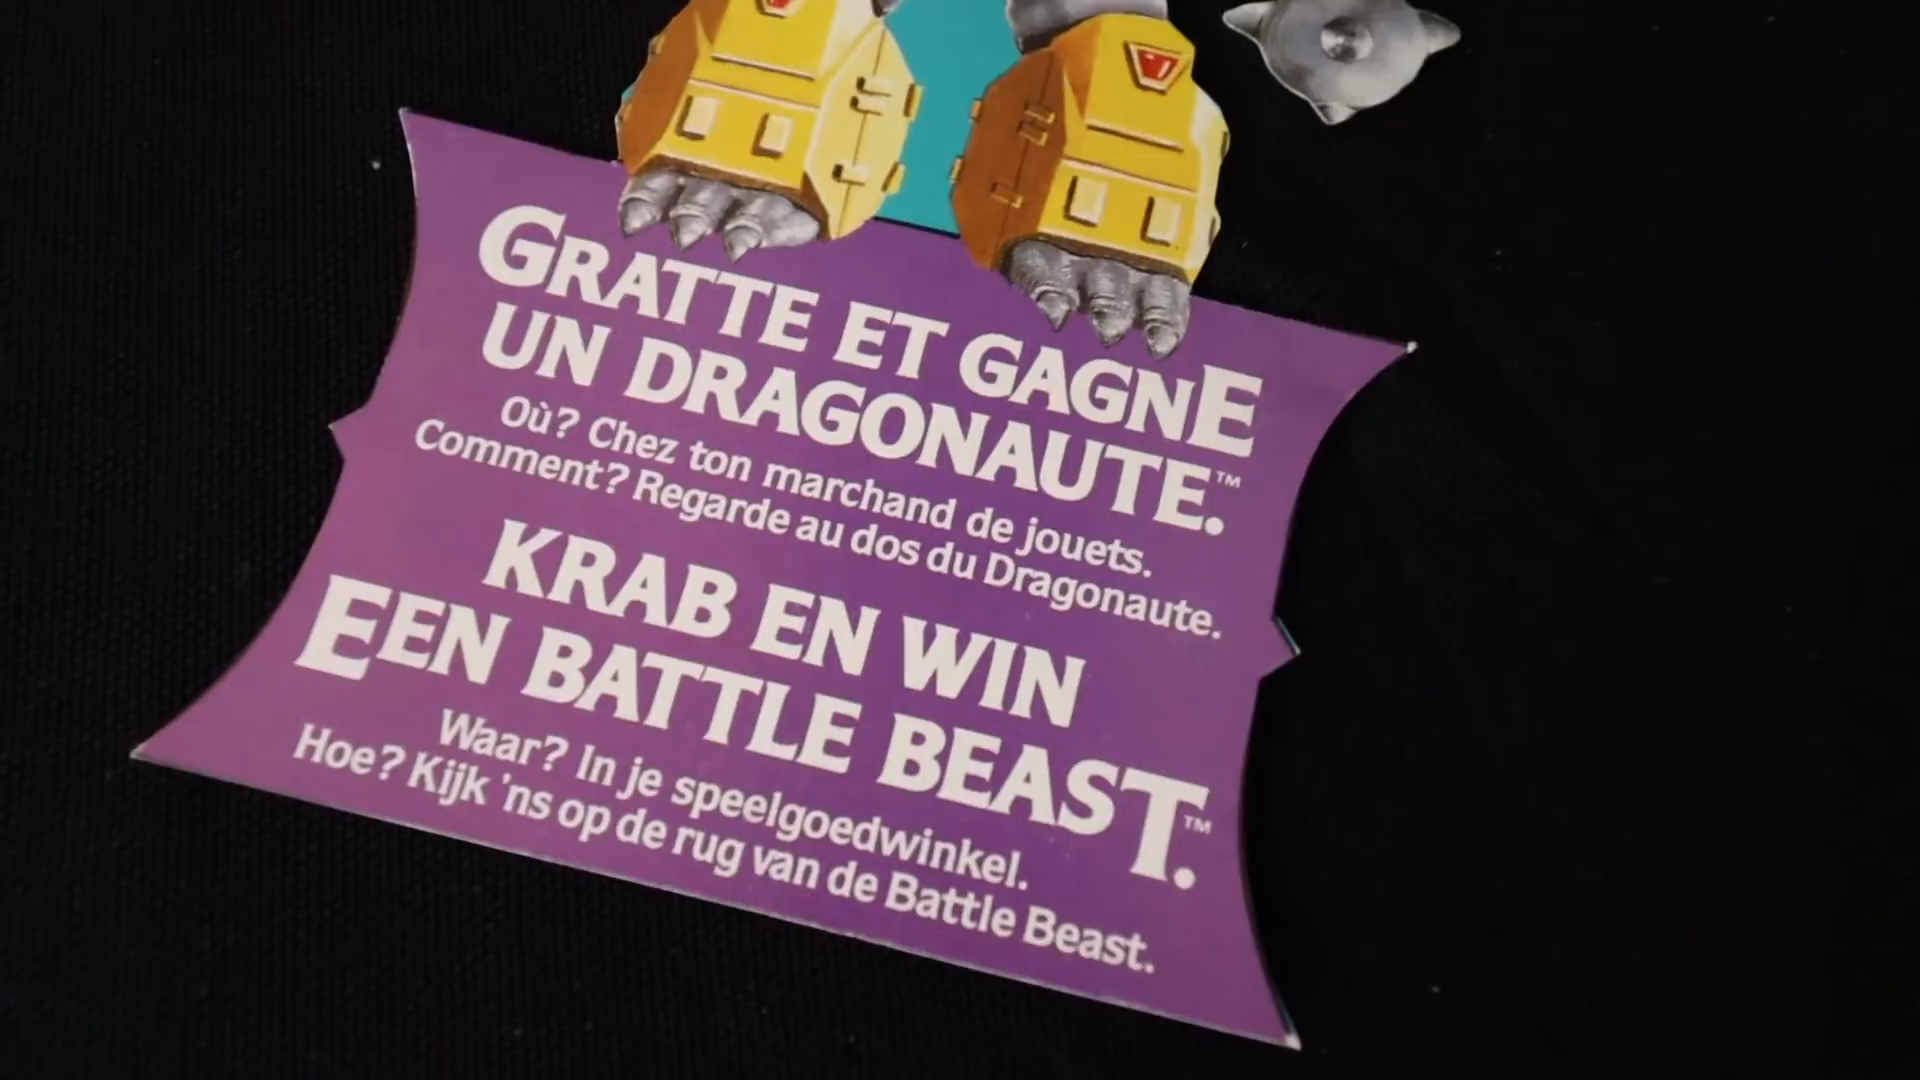 GRATTE ET GAGNE
UN DRAGONAUTE.™
Où? Chez ton marchand de jouets.
Comment? Regarde au dos du Dragonaute.
KRAB EN WIN
EEN BATTLE BEAST.™
Waar? In je speelgoedwinkel.
Hoe? Kijk 'ns op de rug van de Battle Beast.